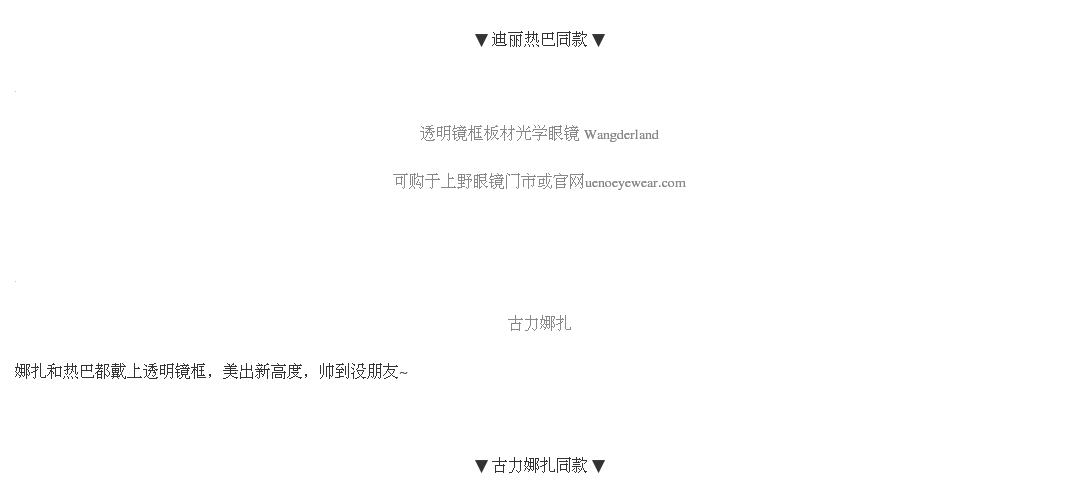 ▼ 迪丽热巴同款 ▼
透明镜框板材光学眼镜 Wangderland
可购于上野眼镜门市或官网uenoeyewear.com
古力娜扎
娜扎和热巴都戴上透明镜框，美出新高度，帅到没朋友~
▼ 古力娜扎同款 ▼